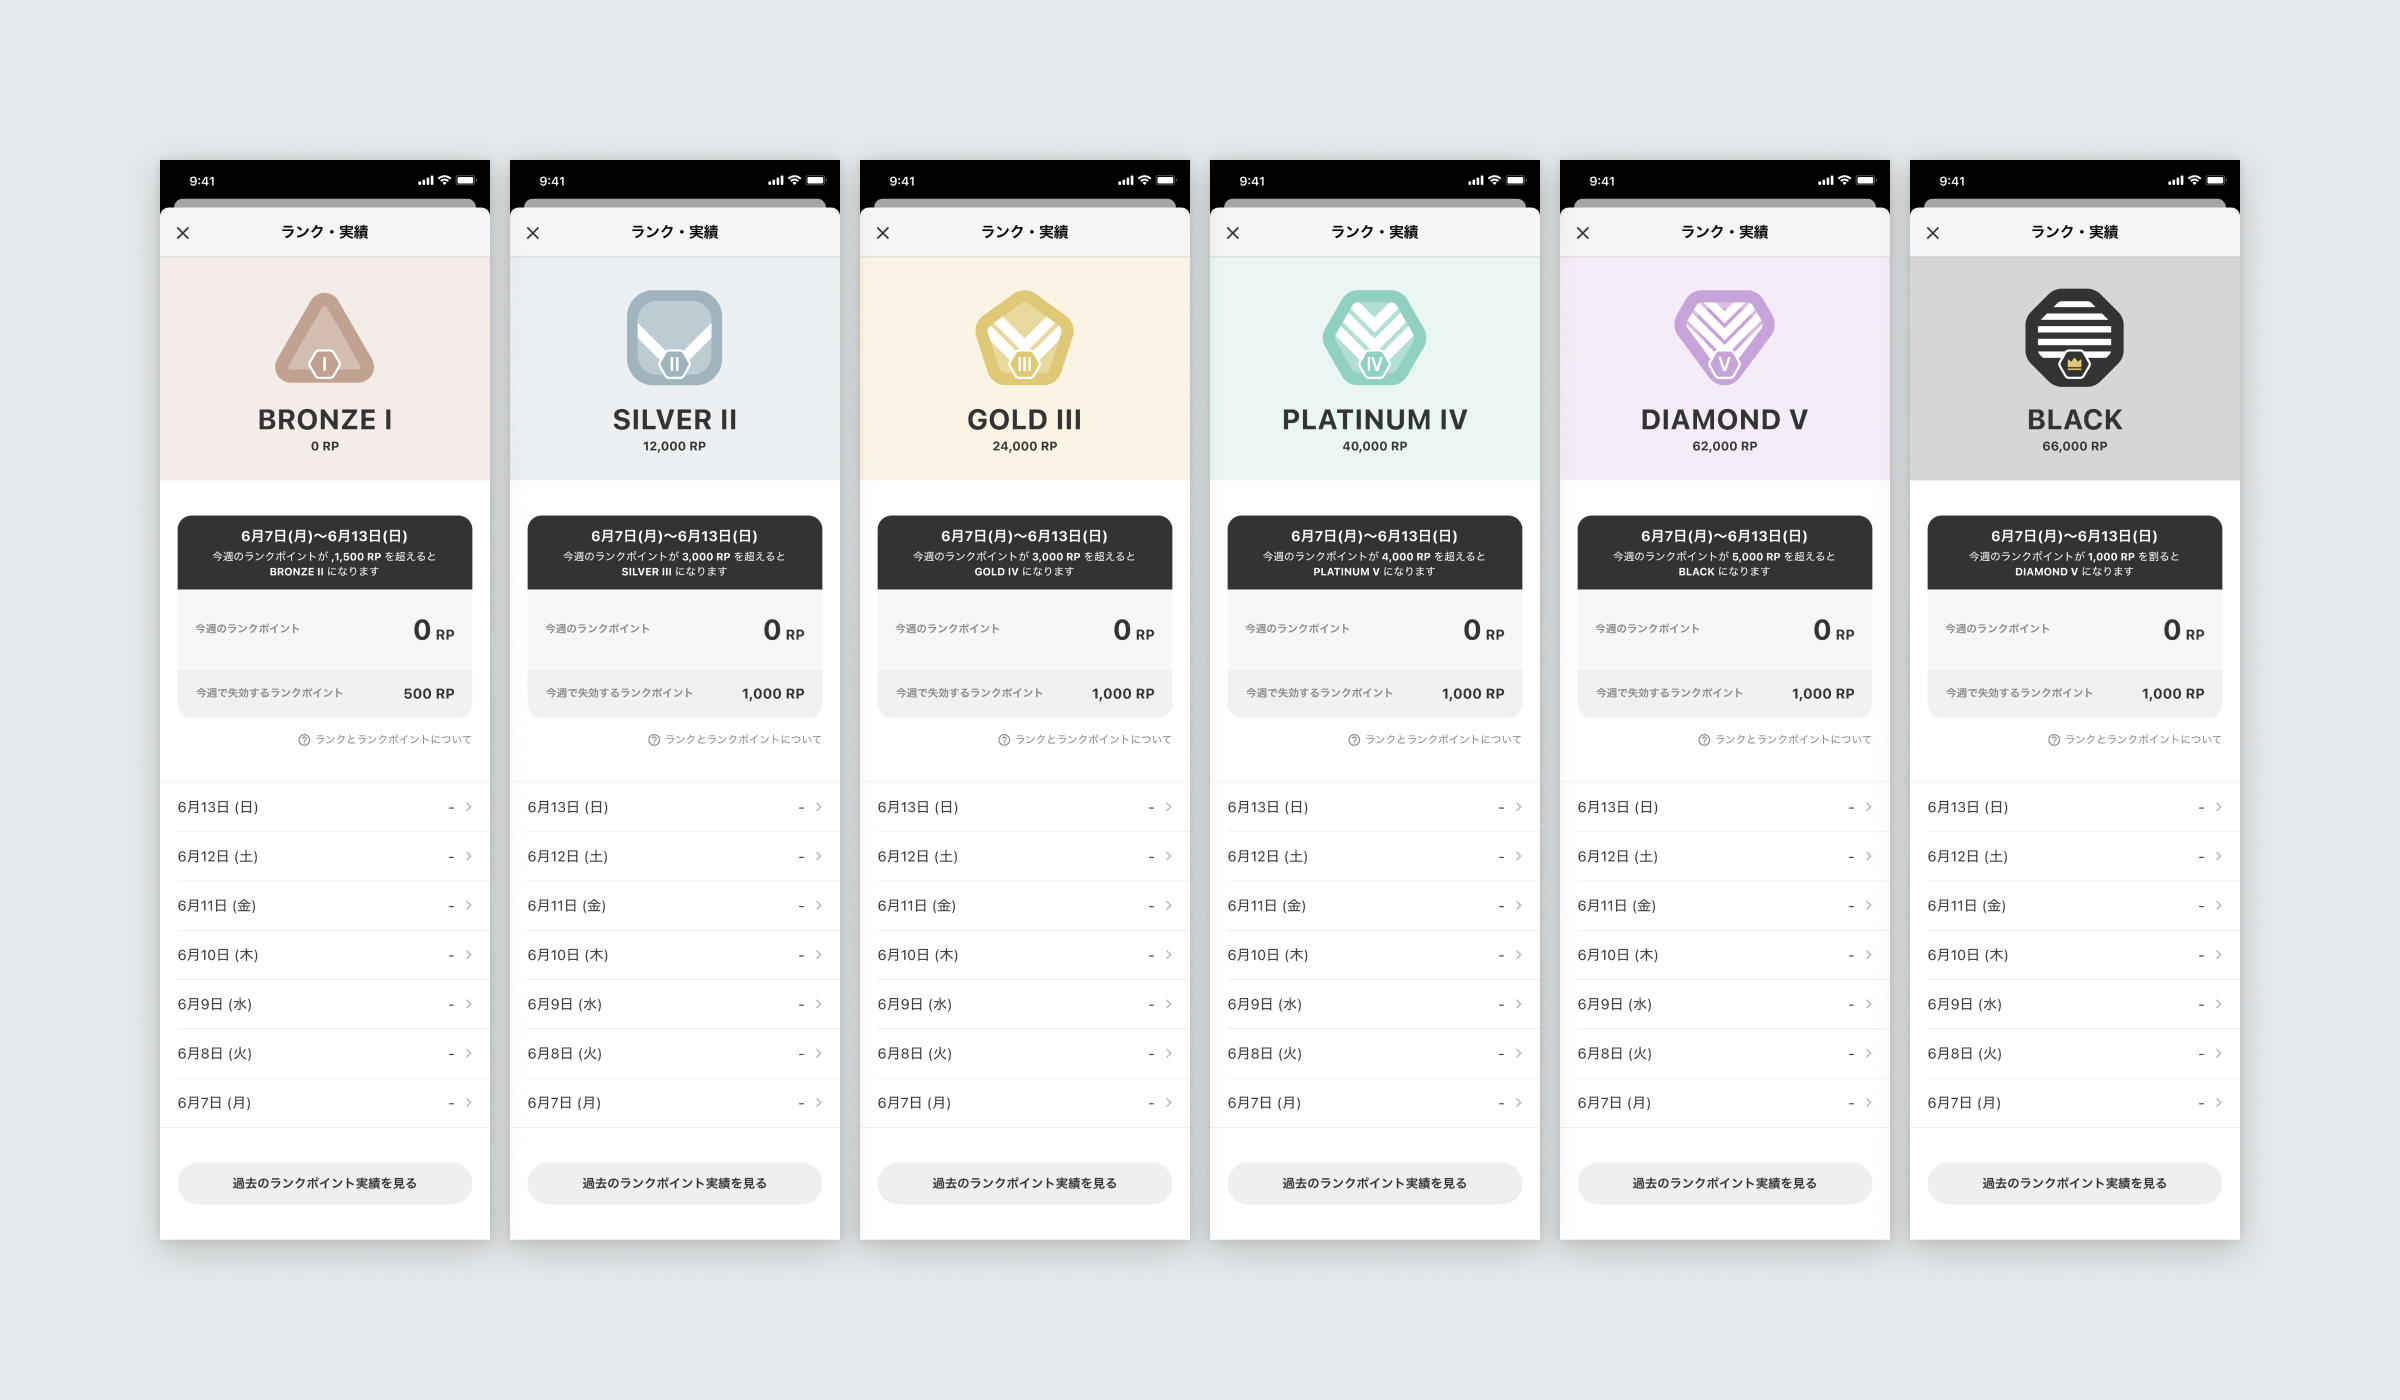 9:41
ランク・実績
I
BRONZE I
0 RP
6月7日(月)〜6月13日(日)
今週のランクポイントが ,1,500 RP を超えると
BRONZE II になります
今週のランクポイント
0 RP
今週で失効するランクポイント
500 RP
ランクとランクポイントについて
6月13日 (日)
-
6月12日 (土)
-
6月11日 (金)
-
6月10日 (木)
-
6月9日 (水)
-
6月8日 (火)
-
6月7日 (月)
-
過去のランクポイント実績を見る
9:41
ランク・実績
II
SILVER II
12,000 RP
6月7日(月)〜6月13日(日)
今週のランクポイントが 3,000 RP を超えると
SILVER III になります
今週のランクポイント
0 RP
今週で失効するランクポイント
1,000 RP
ランクとランクポイントについて
6月13日 (日)
-
6月12日 (土)
-
6月11日 (金)
-
6月10日 (木)
-
6月9日 (水)
-
6月8日 (火)
-
6月7日 (月)
-
過去のランクポイント実績を見る
9:41
ランク・実績
III
GOLD III
24,000 RP
6月7日(月)〜6月13日(日)
今週のランクポイントが 3,000 RP を超えると
GOLD IV になります
今週のランクポイント
0 RP
今週で失効するランクポイント
1,000 RP
ランクとランクポイントについて
6月13日 (日)
-
6月12日 (土)
-
6月11日 (金)
-
6月10日 (木)
-
6月9日 (水)
-
6月8日 (火)
-
6月7日 (月)
-
過去のランクポイント実績を見る
9:41
ランク・実績
IV
PLATINUM IV
40,000 RP
6月7日(月)〜6月13日(日)
今週のランクポイントが 4,000 RP を超えると
PLATINUM V になります
今週のランクポイント
0 RP
今週で失効するランクポイント
1,000 RP
ランクとランクポイントについて
6月13日 (日)
-
6月12日 (土)
-
6月11日 (金)
-
6月10日 (木)
-
6月9日 (水)
-
6月8日 (火)
-
6月7日 (月)
-
過去のランクポイント実績を見る
9:41
ランク・実績
V
DIAMOND V
62,000 RP
6月7日(月)〜6月13日(日)
今週のランクポイントが 5,000 RP を超えると
BLACK になります
今週のランクポイント
0 RP
今週で失効するランクポイント
1,000 RP
ランクとランクポイントについて
6月13日 (日)
-
6月12日 (土)
-
6月11日 (金)
-
6月10日 (木)
-
6月9日 (水)
-
6月8日 (火)
-
6月7日 (月)
-
過去のランクポイント実績を見る
9:41
ランク・実績
BLACK
66,000 RP
6月7日(月)〜6月13日(日)
今週のランクポイントが 1,000 RP を割ると
DIAMOND V になります
今週のランクポイント
0 RP
今週で失効するランクポイント
1,000 RP
ランクとランクポイントについて
6月13日 (日)
-
6月12日 (土)
-
6月11日 (金)
-
6月10日 (木)
-
6月9日 (水)
-
6月8日 (火)
-
6月7日 (月)
-
過去のランクポイント実績を見る